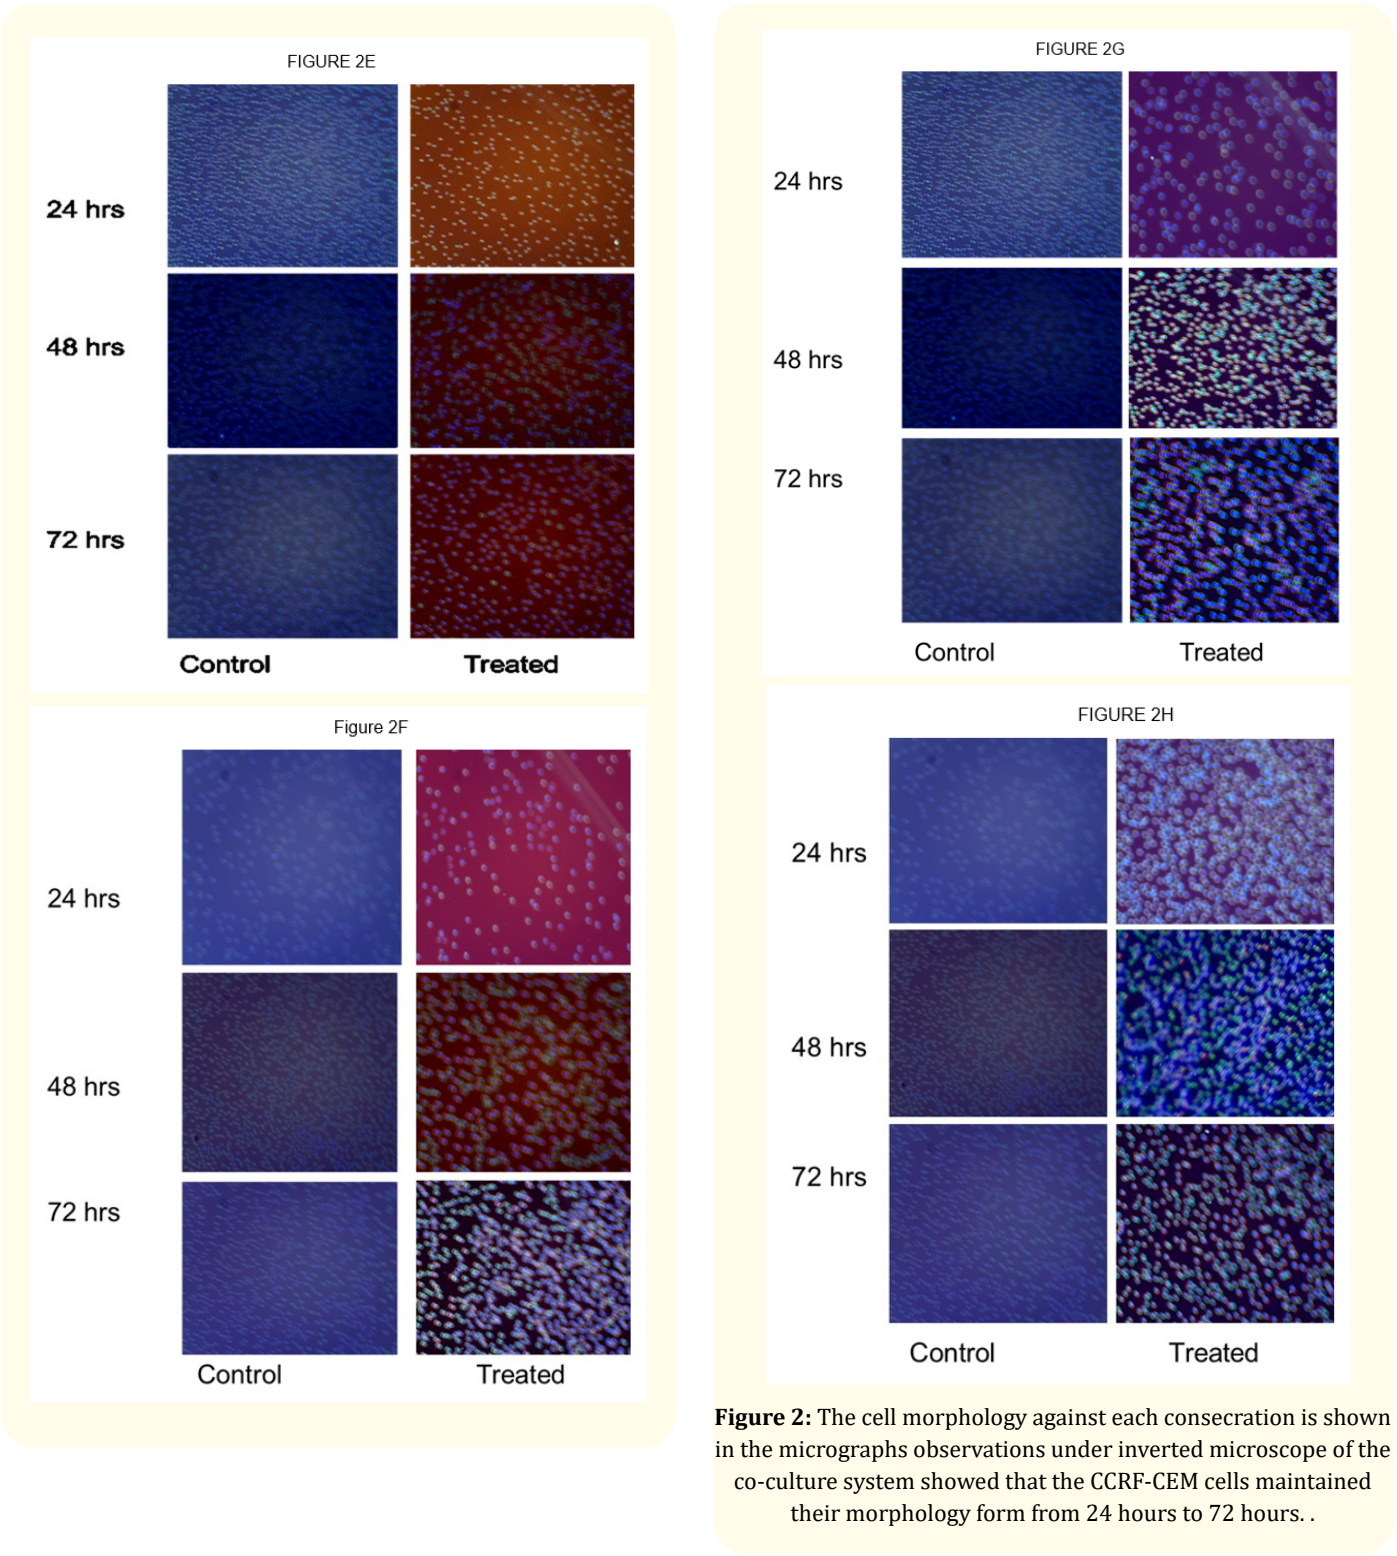 FIGURE 2E
24 hrs
48 hrs
72 hrs
Control Treated
Figure 2F
24 hrs
48 hrs
72 hrs
Control Treated
FIGURE 2G
24 hrs
48 hrs
72 hrs
Control Treated
FIGURE 2H
24 hrs
48 hrs
72 hrs
Control Treated
Figure 2: The cell morphology against each consecration is shown
in the micrographs observations under inverted microscope of the
co-culture system showed that the CCRF-CEM cells maintained
their morphology form from 24 hours to 72 hours. .